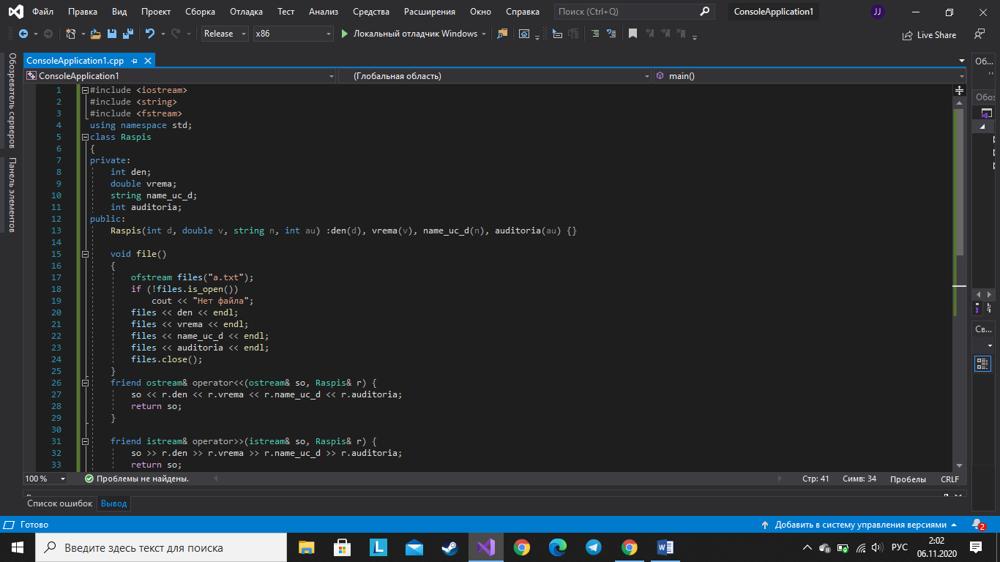 Файл Правка Вид Проект Сборка Отладка Тест Анализ Средства Расширения Окно Справка Поиск (Ctrl+Q) ConsoleApplication1 JJ
Release x86 Локальный отладчик Windows Live Share
Обозреватель серверов
Панель элементов
ConsoleApplication1.cpp
ConsoleApplication1 (Глобальная область) main()
1 #include <iostream>
2 #include <string>
3 #include <fstream>
4 using namespace std;
5 class Raspis
6 {
7 private:
8 int den;
9 double vrema;
10 string name_uc_d;
11 int auditoria;
12 public:
13 Raspis(int d, double v, string n, int au) :den(d), vrema(v), name_uc_d(n), auditoria(au) {}
14
15 void file()
16 {
17 ofstream files("a.txt");
18 if (!files.is_open())
19 cout << "Нет файла";
20 files << den << endl;
21 files << vrema << endl;
22 files << name_uc_d << endl;
23 files << auditoria << endl;
24 files.close();
25 }
26 friend ostream& operator<<(ostream& so, Raspis& r) {
27 so << r.den << r.vrema << r.name_uc_d << r.auditoria;
28 return so;
29 }
30
31 friend istream& operator>>(istream& so, Raspis& r) {
32 so >> r.den >> r.vrema >> r.name_uc_d >> r.auditoria;
33 return so;
Об...
Обоз
Св...
100 % Проблемы не найдены. Стр: 41 Симв: 34 Пробелы CRLF
Список ошибок Вывод
Готово Добавить в систему управления версиями 2
Введите здесь текст для поиска РУС 2:02
06.11.2020